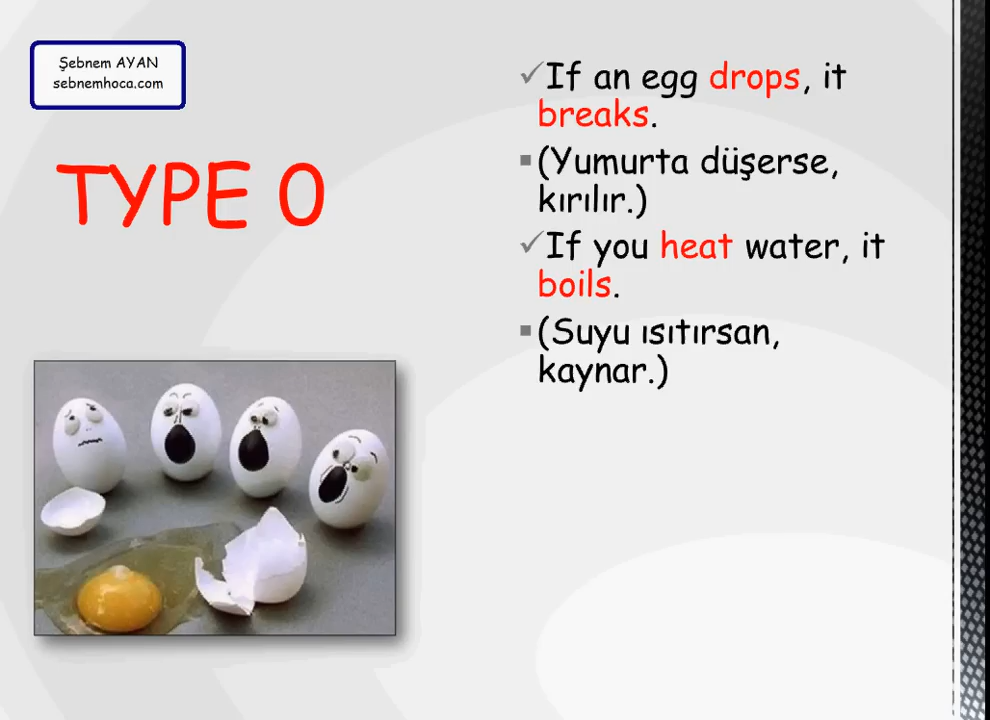 Şebnem AYAN
sebnemhoca.com
TYPE 0
✓If an egg drops, it
breaks.
▪(Yumurta düşerse,
kırılır.)
✓If you heat water, it
boils.
▪(Suyu ısıtırsan,
kaynar.)